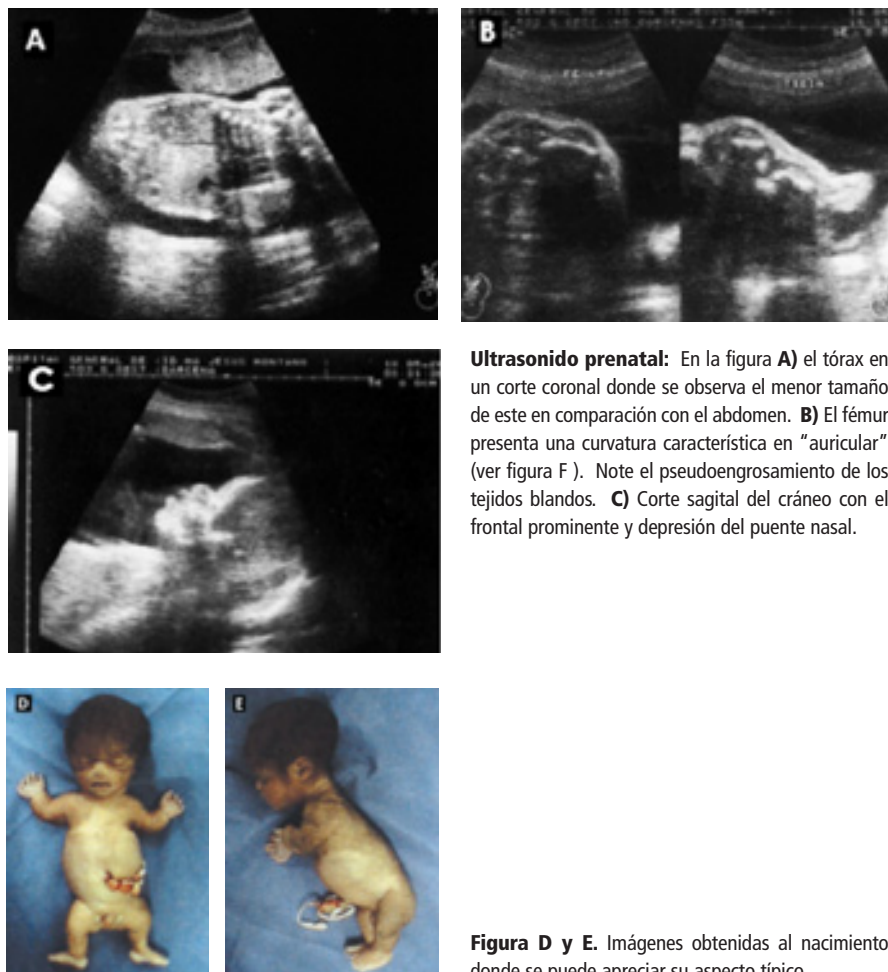 A
B
Ultrasonido prenatal: En la figura A) el tórax en
un corte coronal donde se observa el menor tamaño
de este en comparación con el abdomen. B) El fémur
presenta una curvatura característica en “auricular”
(ver figura F ). Note el pseudoengrosamiento de los
tejidos blandos. C) Corte sagital del cráneo con el
frontal prominente y depresión del puente nasal.
C
D
E
Figura D y E. Imágenes obtenidas al nacimiento
donde se puede apreciar su aspecto típico